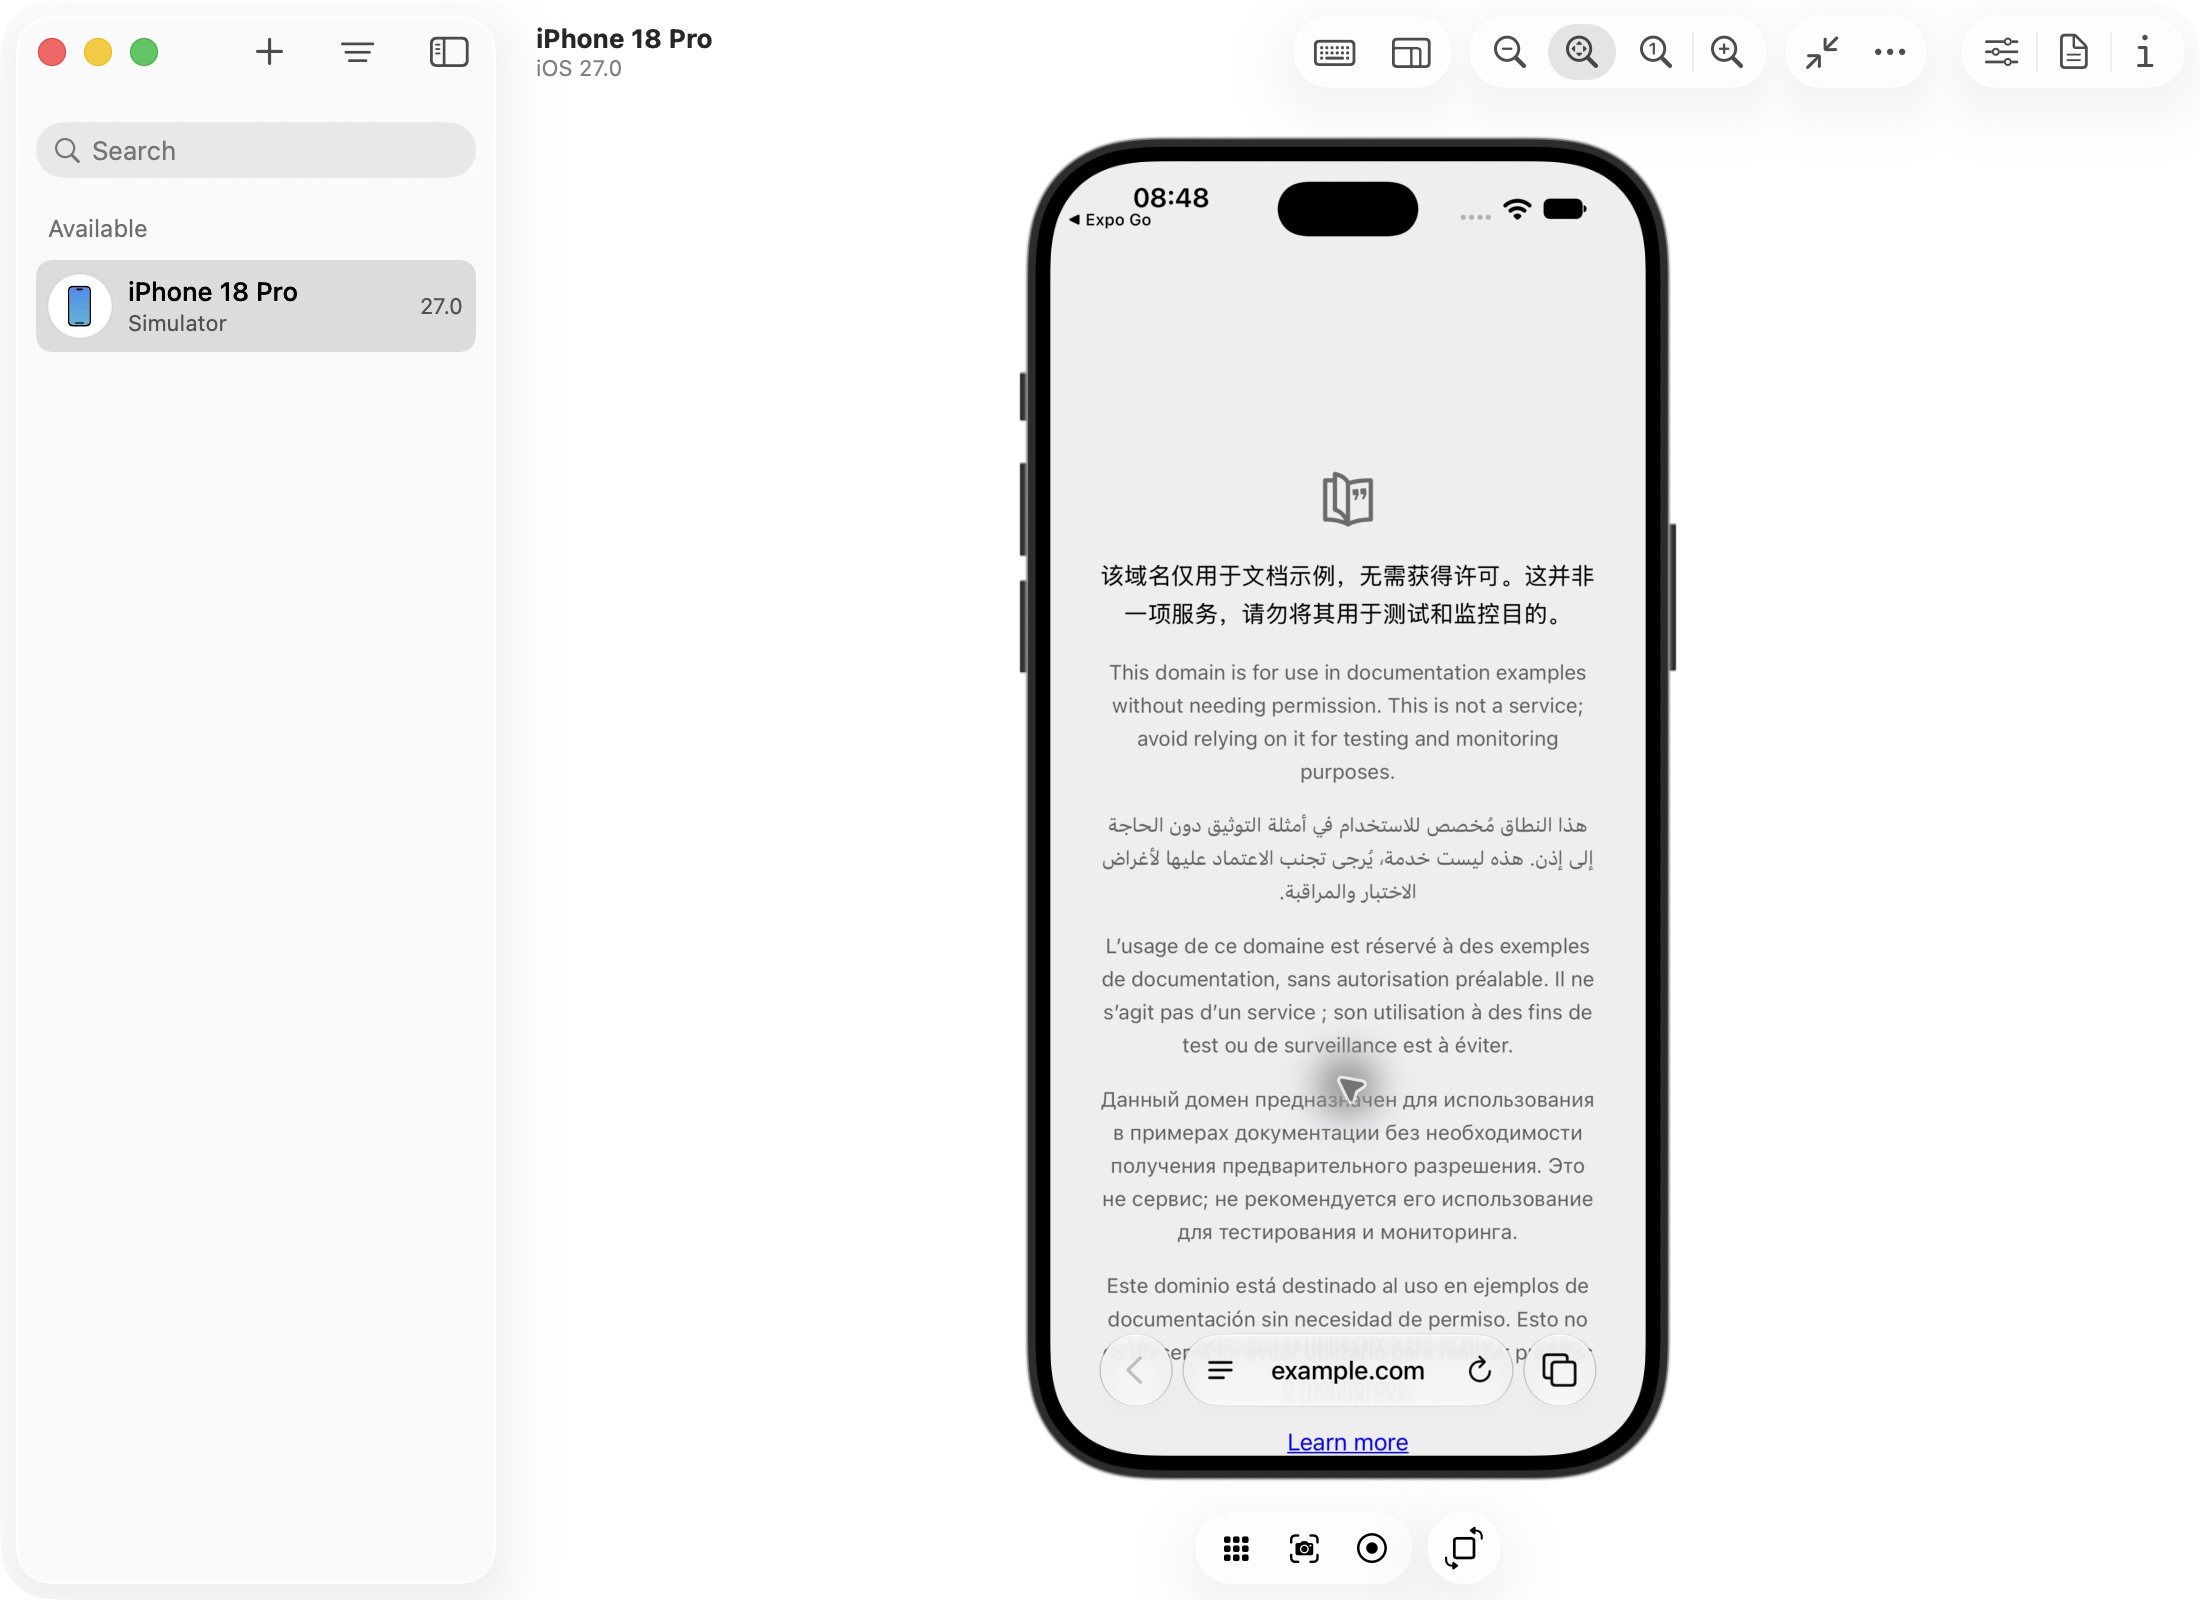 iPhone 18 Pro
iOS 27.0
Search
Available
iPhone 18 Pro
Simulator
27.0
08:48
Expo Go
该域名仅用于文档示例，无需获得许可。这并非
一项服务，请勿将其用于测试和监控目的。
This domain is for use in documentation examples
without needing permission. This is not a service;
avoid relying on it for testing and monitoring
purposes.
هذا النطاق مُخصص للاستخدام في أمثلة التوثيق دون الحاجة
إلى إذن. هذه ليست خدمة، يُرجى تجنب الاعتماد عليها لأغراض
الاختبار والمراقبة.
L’usage de ce domaine est réservé à des exemples
de documentation, sans autorisation préalable. Il ne
s’agit pas d’un service ; son utilisation à des fins de
test ou de surveillance est à éviter.
Данный домен предназначен для использования
в примерах документации без необходимости
получения предварительного разрешения. Это
не сервис; не рекомендуется его использование
для тестирования и мониторинга.
Este dominio está destinado al uso en ejemplos de
documentación sin necesidad de permiso. Esto no
example.com
Learn more